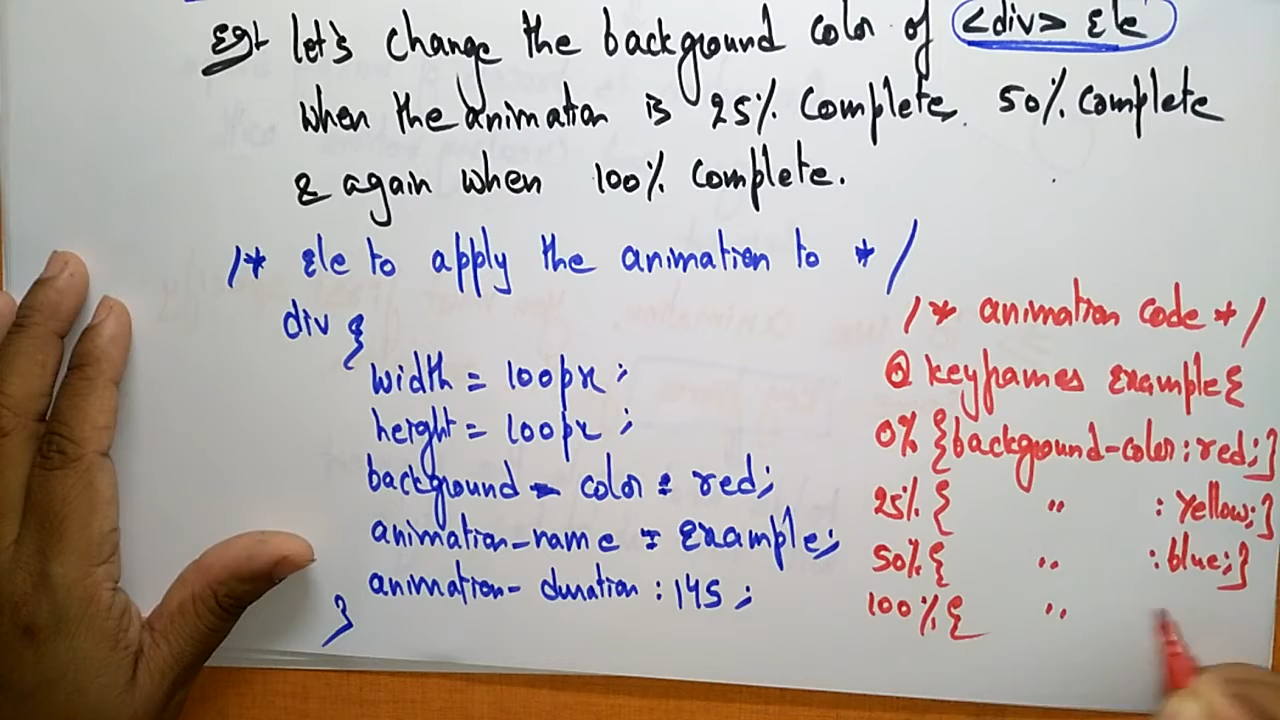 Eg:- let's change the background color of <div> ele
when the animation is 25% complete, 50% complete
& again when 100% complete.
/* ele to apply the animation to */
div {
width = 100px ;
height = 100px ;
background - color : red;
animation-name : example;
animation- duration : 14s ;
}
/* animation code */
@ keyframes example {
0% {background-color: red;}
25% { " : yellow;}
50% { " : blue;}
100% { "